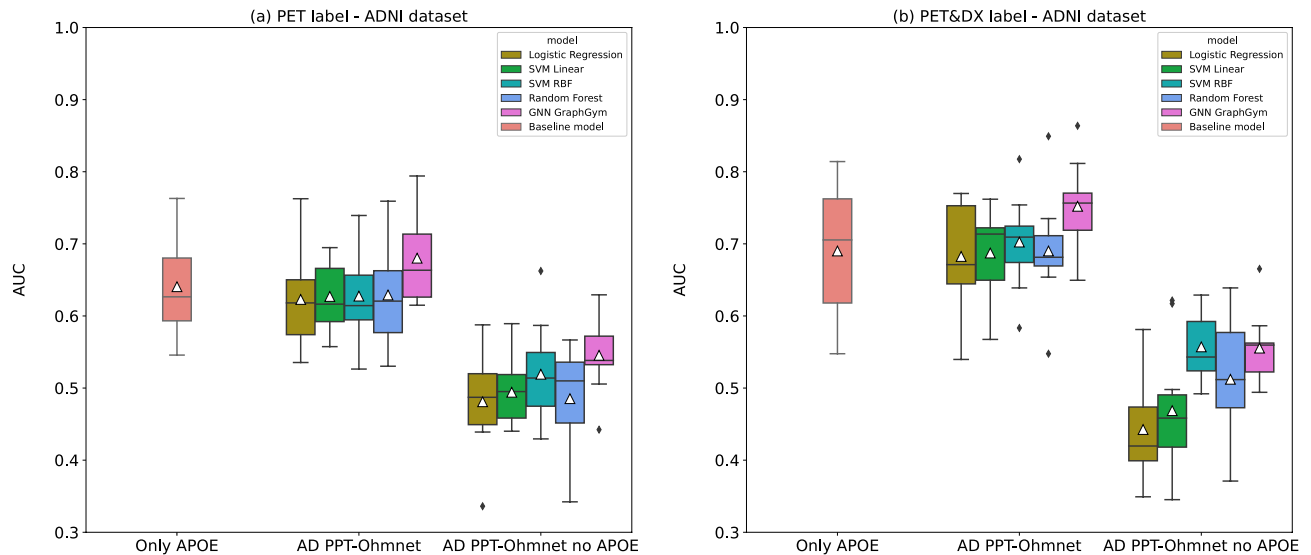 (a) PET label - ADNI dataset
1.0
0.9
0.8
0.7
0.6
0.5
0.4
0.3
AUC
model
Logistic Regression
SVM Linear
SVM RBF
Random Forest
GNN GraphGym
Baseline model
Only APOE
AD PPT-Ohmnet
AD PPT-Ohmnet no APOE
(b) PET&DX label - ADNI dataset
1.0
0.9
0.8
0.7
0.6
0.5
0.4
0.3
AUC
model
Logistic Regression
SVM Linear
SVM RBF
Random Forest
GNN GraphGym
Baseline model
Only APOE
AD PPT-Ohmnet
AD PPT-Ohmnet no APOE